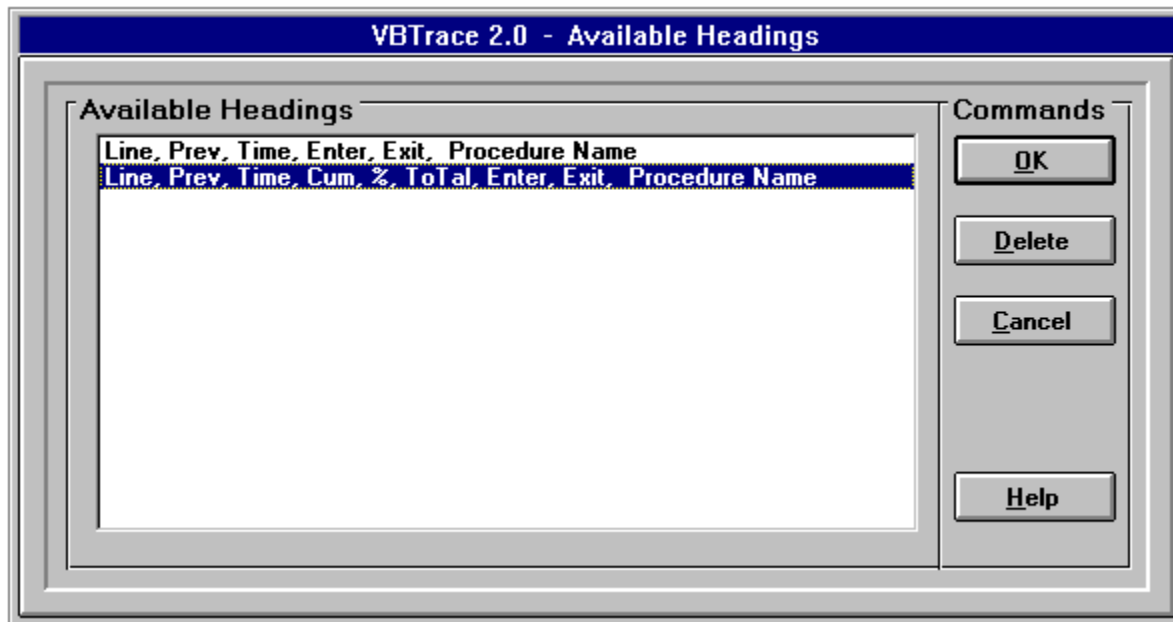 VBTrace 2.0 - Available Headings
Available Headings
Line, Prev, Time, Enter, Exit, Procedure Name
Line, Prev, Time, Cum, %, ToTal, Enter, Exit, Procedure Name
Commands
OK
Delete
Cancel
Help